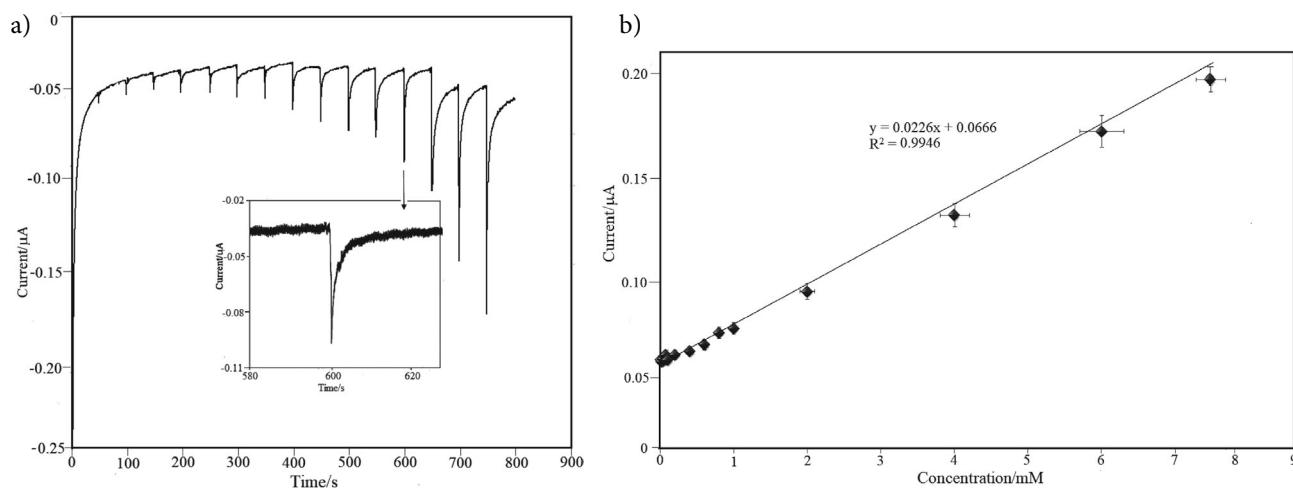 a)
0
-0.05
-0.10
-0.15
-0.20
-0.25
Current/µA
0 100 200 300 400 500 600 700 800 900
Time/s
-0.02
-0.05
-0.08
-0.11
Current/µA
580 600 620
Time/s
b)
0.20
0.15
0.10
0.05
0
Current/µA
y = 0.0226x + 0.0666
R² = 0.9946
0 1 2 3 4 5 6 7 8 9
Concentration/mM